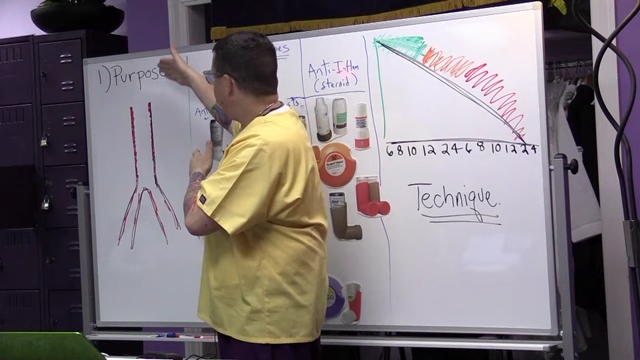 1) Purpose
Anti-Inflam
(steroid)
6 8 10 12 2 4 6 8 10 12 2 4
Technique